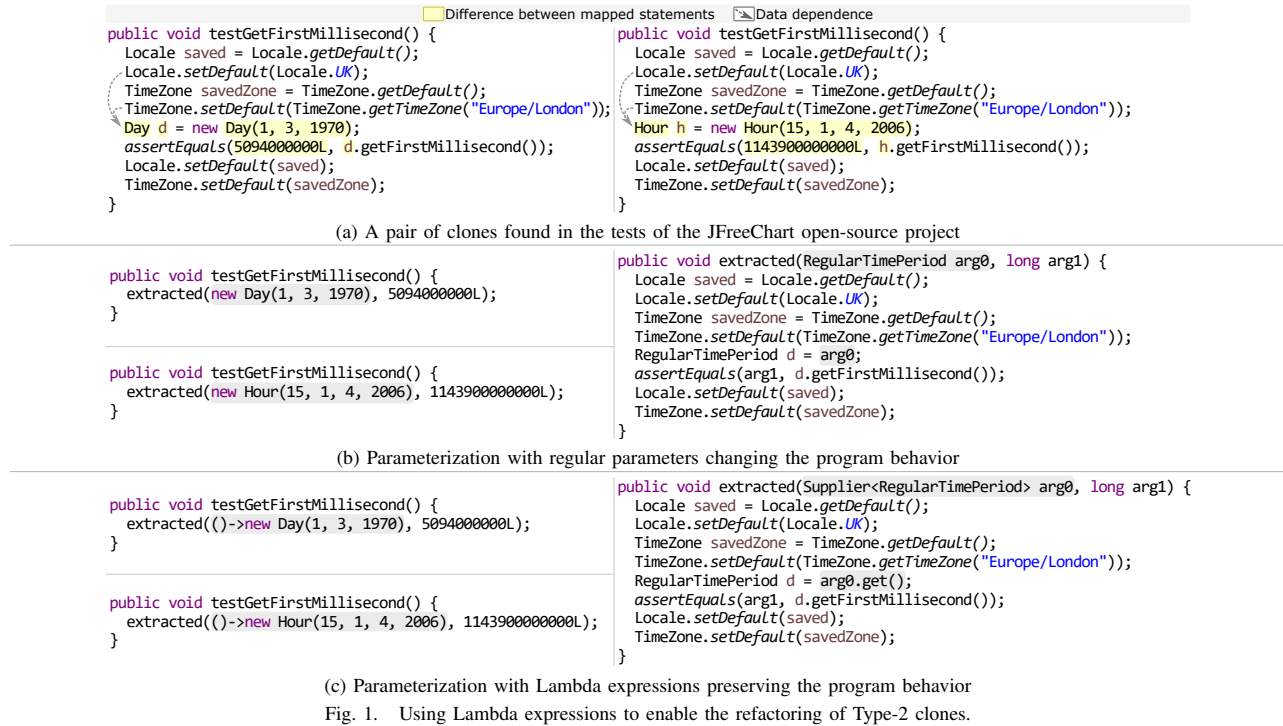 Difference between mapped statements Data dependence
public void testGetFirstMillisecond() {
Locale saved = Locale.getDefault();
Locale.setDefault(Locale.UK);
TimeZone savedZone = TimeZone.getDefault();
TimeZone.setDefault(TimeZone.getTimeZone("Europe/London"));
Day d = new Day(1, 3, 1970);
assertEquals(5094000000L, d.getFirstMillisecond());
Locale.setDefault(saved);
TimeZone.setDefault(savedZone);
}
public void testGetFirstMillisecond() {
Locale saved = Locale.getDefault();
Locale.setDefault(Locale.UK);
TimeZone savedZone = TimeZone.getDefault();
TimeZone.setDefault(TimeZone.getTimeZone("Europe/London"));
Hour h = new Hour(15, 1, 4, 2006);
assertEquals(1143900000000L, h.getFirstMillisecond());
Locale.setDefault(saved);
TimeZone.setDefault(savedZone);
}
(a) A pair of clones found in the tests of the JFreeChart open-source project
public void testGetFirstMillisecond() {
extracted(new Day(1, 3, 1970), 5094000000L);
}
public void testGetFirstMillisecond() {
extracted(new Hour(15, 1, 4, 2006), 1143900000000L);
}
public void extracted(RegularTimePeriod arg0, long arg1) {
Locale saved = Locale.getDefault();
Locale.setDefault(Locale.UK);
TimeZone savedZone = TimeZone.getDefault();
TimeZone.setDefault(TimeZone.getTimeZone("Europe/London"));
RegularTimePeriod d = arg0;
assertEquals(arg1, d.getFirstMillisecond());
Locale.setDefault(saved);
TimeZone.setDefault(savedZone);
}
(b) Parameterization with regular parameters changing the program behavior
public void testGetFirstMillisecond() {
extracted(()->new Day(1, 3, 1970), 5094000000L);
}
public void testGetFirstMillisecond() {
extracted(()->new Hour(15, 1, 4, 2006), 1143900000000L);
}
public void extracted(Supplier<RegularTimePeriod> arg0, long arg1) {
Locale saved = Locale.getDefault();
Locale.setDefault(Locale.UK);
TimeZone savedZone = TimeZone.getDefault();
TimeZone.setDefault(TimeZone.getTimeZone("Europe/London"));
RegularTimePeriod d = arg0.get();
assertEquals(arg1, d.getFirstMillisecond());
Locale.setDefault(saved);
TimeZone.setDefault(savedZone);
}
(c) Parameterization with Lambda expressions preserving the program behavior
Fig. 1. Using Lambda expressions to enable the refactoring of Type-2 clones.